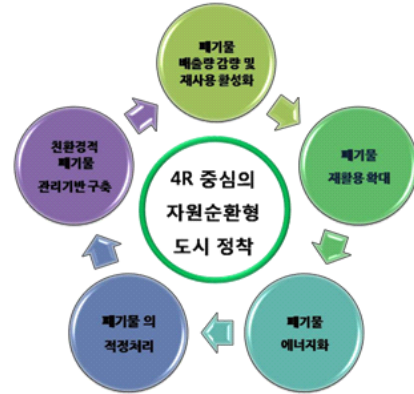 폐기물
배출량 감량 및
재사용 활성화
폐기물
재활용 확대
폐기물
에너지화
폐기물 의
적정처리
친환경적
폐기물
관리기반 구축
4R 중심의
자원순환형
도시 정착